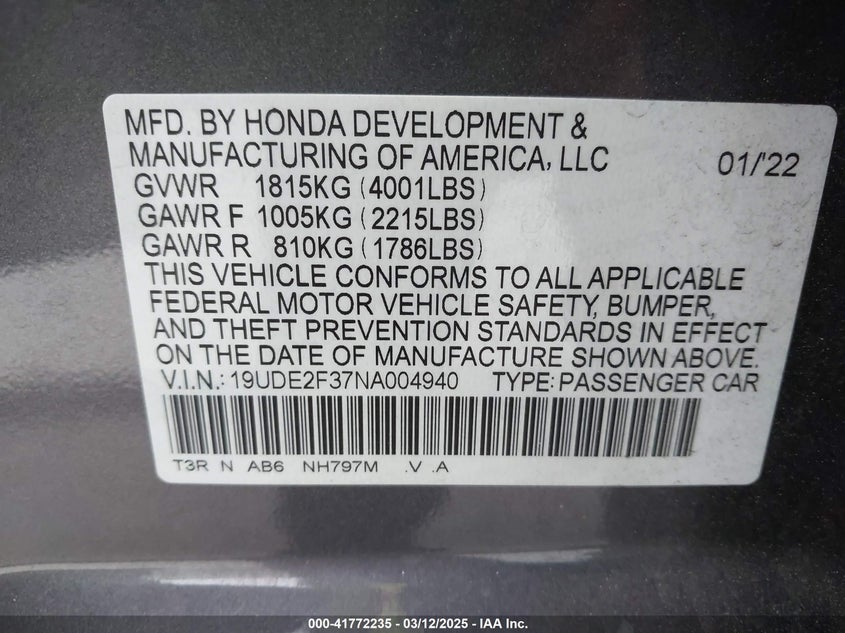 MFD. BY HONDA DEVELOPMENT &
MANUFACTURING OF AMERICA, LLC 01/'22
GVWR 1815KG (4001LBS)
GAWR F 1005KG (2215LBS)
GAWR R 810KG (1786LBS)
THIS VEHICLE CONFORMS TO ALL APPLICABLE
FEDERAL MOTOR VEHICLE SAFETY, BUMPER,
AND THEFT PREVENTION STANDARDS IN EFFECT
ON THE DATE OF MANUFACTURE SHOWN ABOVE.
V.I.N.: 19UDE2F37NA004940 TYPE: PASSENGER CAR
T3R N AB6 NH797M .V .A
000-41772235 - 03/12/2025 - IAA Inc.